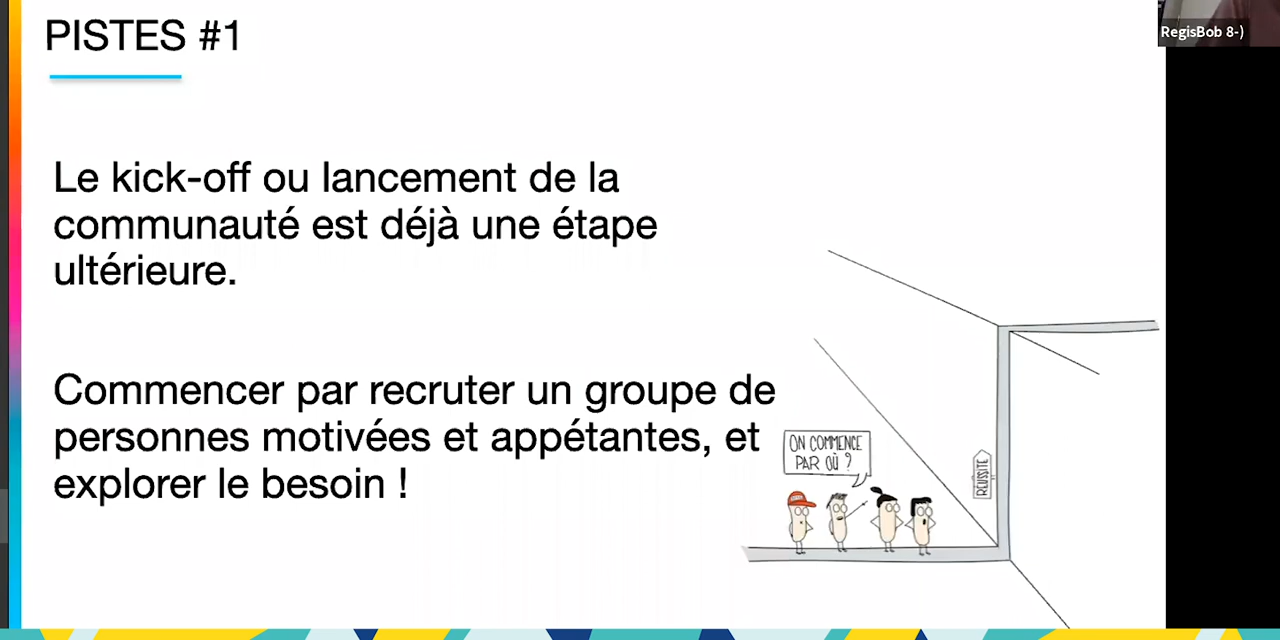 PISTES #1
RegisBob 8-)
Le kick-off ou lancement de la
communauté est déjà une étape
ultérieure.
Commencer par recruter un groupe de
personnes motivées et appétantes, et
explorer le besoin !
ON COMMENCE
PAR OÙ ?
RÉUSSITE